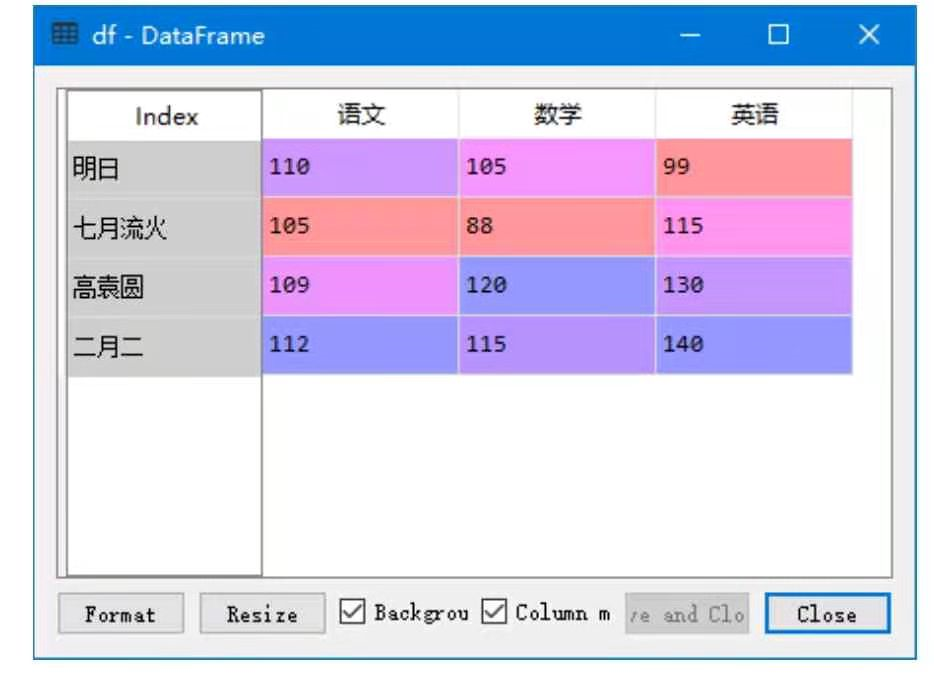 df - DataFrame
Index 语文 数学 英语
明日 110 105 99
七月流火 105 88 115
高袁圆 109 120 130
二月二 112 115 140
Format Resize Backgrou Column m ve and Clo Close